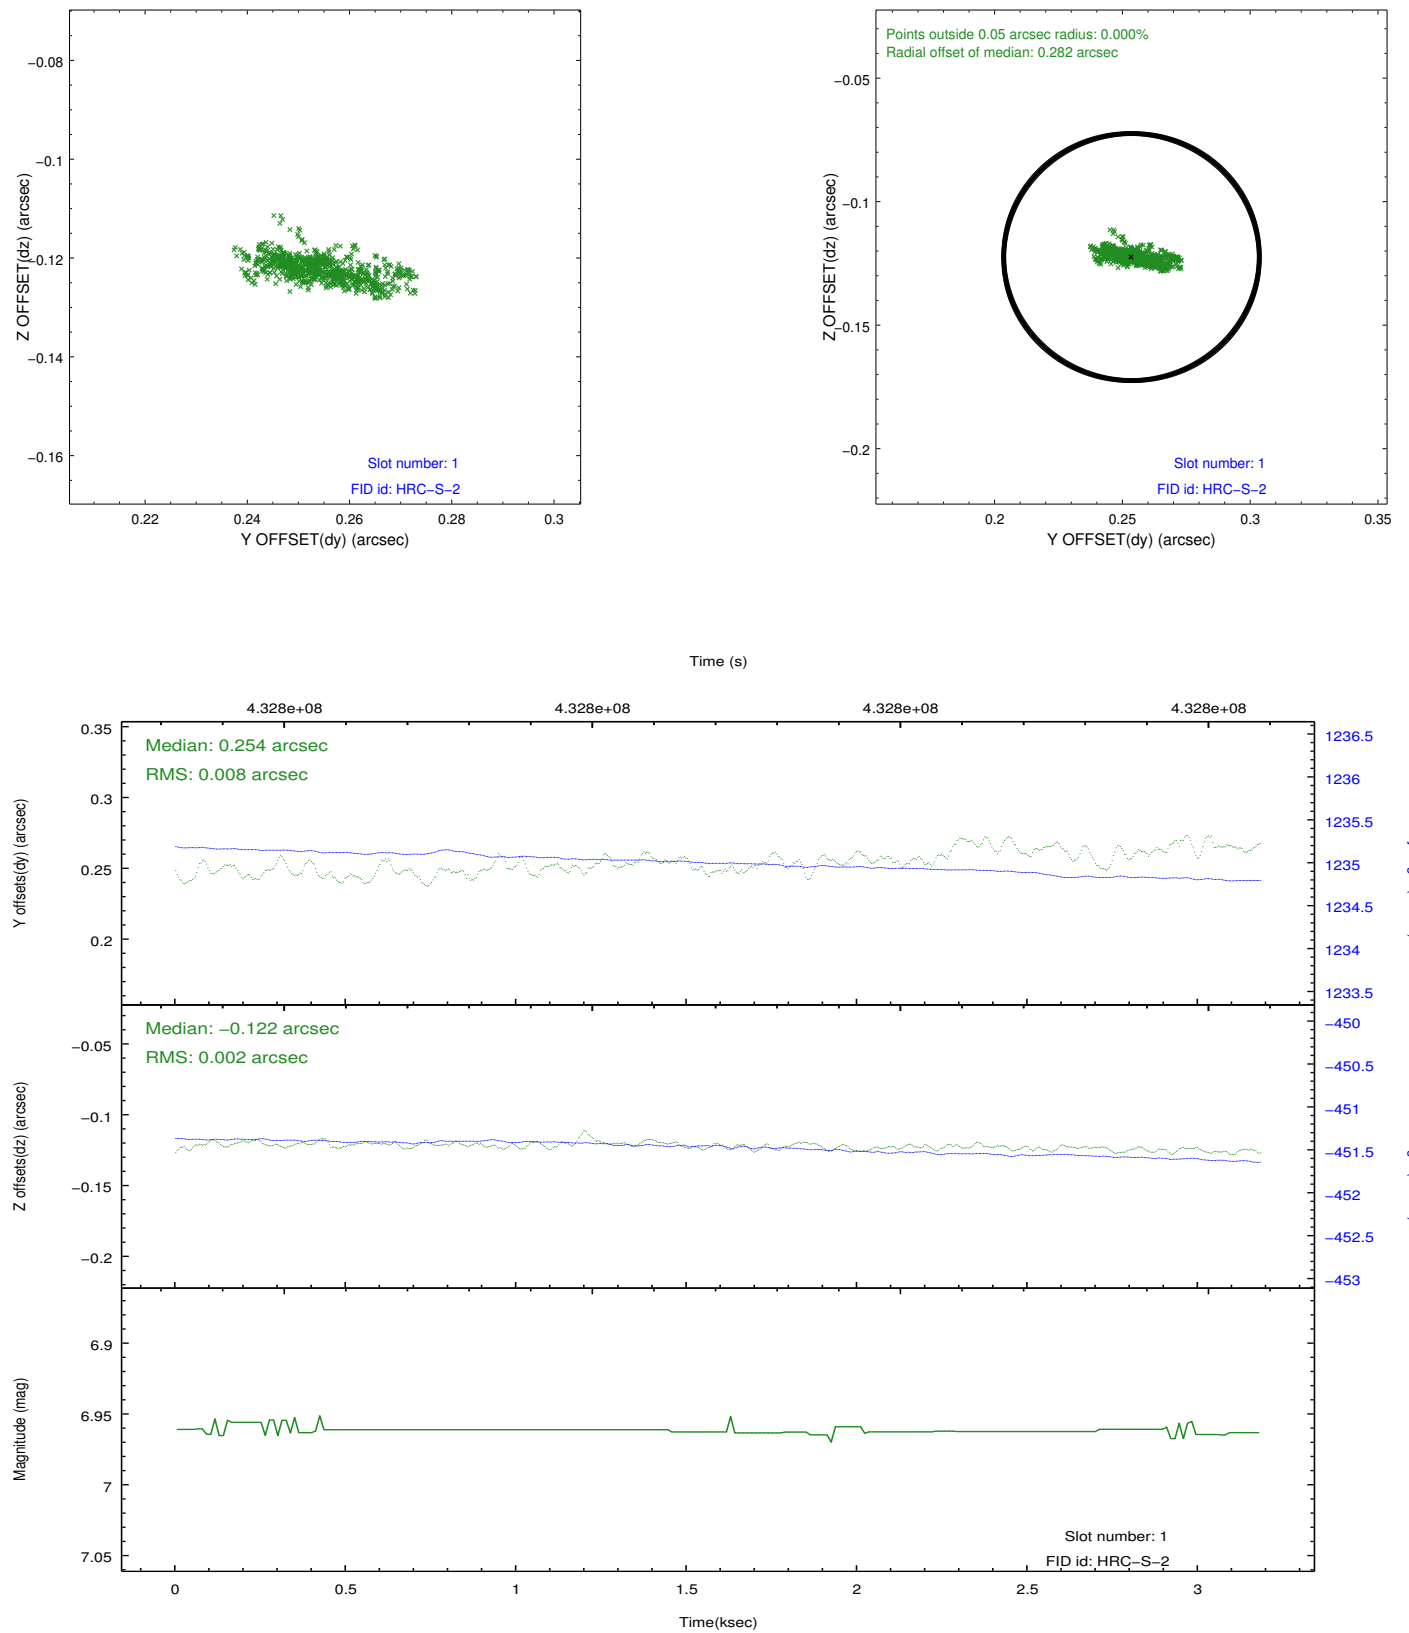 −0.08
−0.1
−0.12
−0.14
−0.16
Z OFFSET(dz) (arcsec)
Slot number: 1
FID id: HRC−S−2
0.22 0.24 0.26 0.28 0.3
Y OFFSET(dy) (arcsec)
Points outside 0.05 arcsec radius: 0.000%
Radial offset of median: 0.282 arcsec
−0.05
−0.1
−0.15
−0.2
Z OFFSET(dz) (arcsec)
Slot number: 1
FID id: HRC−S−2
0.2 0.25 0.3 0.35
Y OFFSET(dy) (arcsec)
Time (s)
4.328e+08 4.328e+08 4.328e+08 4.328e+08
0.35
0.3
0.25
0.2
Y offsets(dy) (arcsec)
Median: 0.254 arcsec
RMS: 0.008 arcsec
1236.5
1236
1235.5
1235
1234.5
1234
1233.5
−0.05
−0.1
−0.15
−0.2
Z offsets(dz) (arcsec)
Median: −0.122 arcsec
RMS: 0.002 arcsec
−450
−450.5
−451
−451.5
−452
−452.5
−453
6.9
6.95
7
7.05
Magnitude (mag)
Slot number: 1
FID id: HRC−S−2
0 0.5 1 1.5 2 2.5 3
Time(ksec)